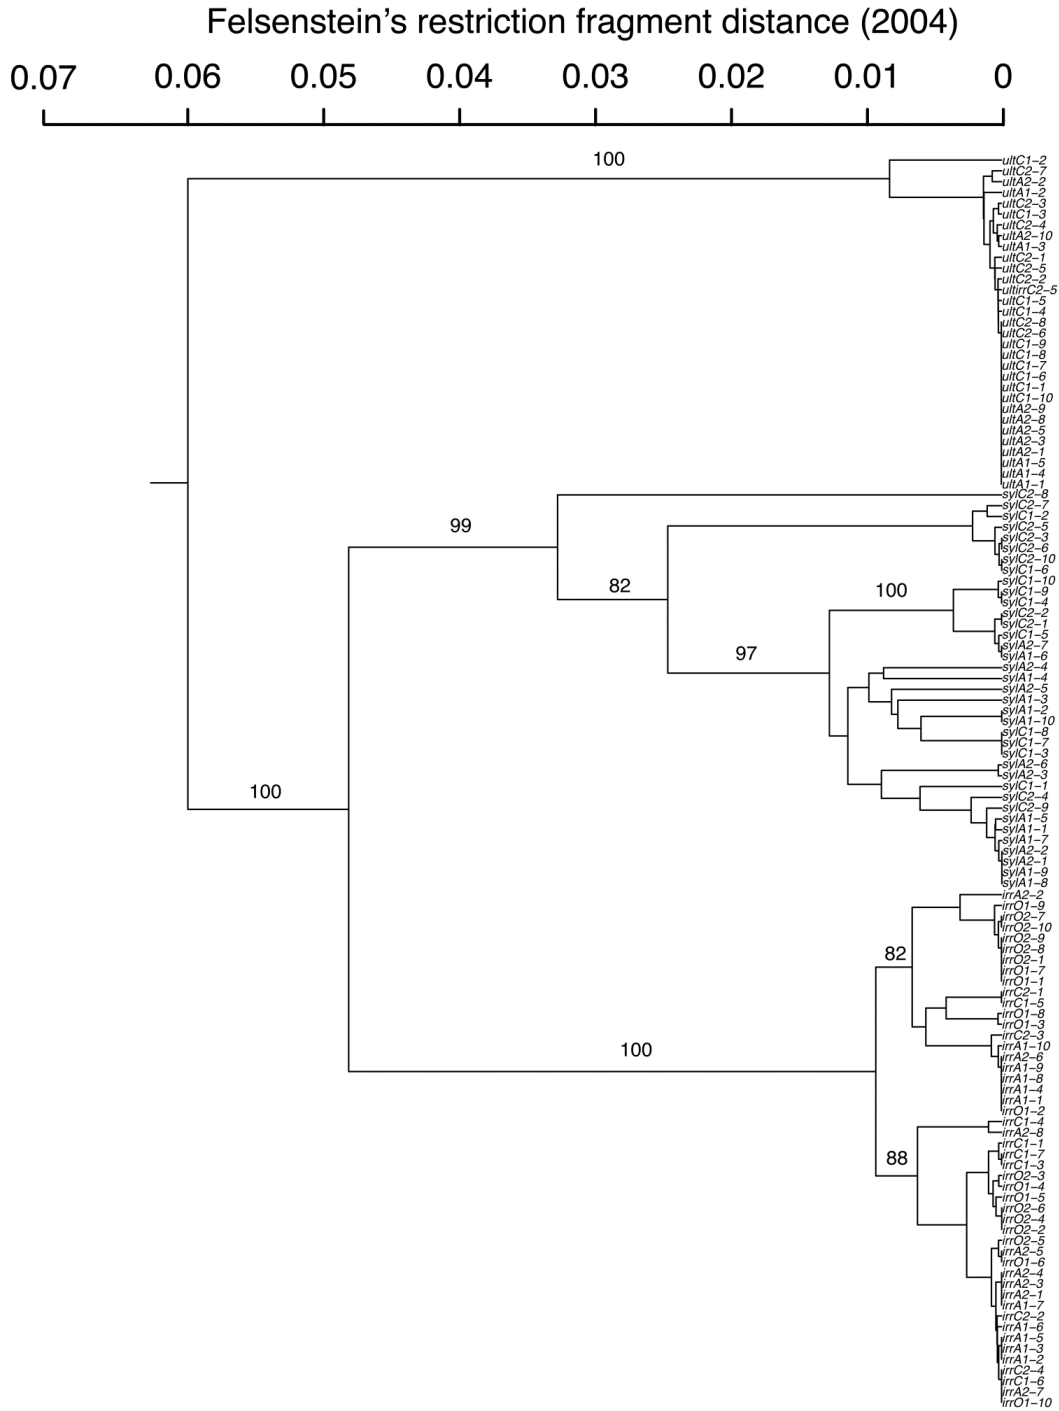 Felsenstein’s restriction fragment distance (2004)
0.07 0.06 0.05 0.04 0.03 0.02 0.01 0
100
ultC1−2
ultC2−7
ultA2−2
ultA1−2
ultC2−3
ultC1−3
ultC2−4
ultA2−10
ultA1−3
ultC2−1
ultC2−5
ultC2−2
ultirrC2−5
ultC1−5
ultC1−4
ultC2−8
ultC2−6
ultC1−9
ultC1−8
ultC1−7
ultC1−6
ultC1−1
ultC1−10
ultA2−9
ultA2−8
ultA2−5
ultA2−3
ultA2−1
ultA1−5
ultA1−4
ultA1−1
sylC2−8
sylC2−7
sylC1−2
99
sylC2−5
sylC2−3
sylC2−6
sylC2−10
sylC1−6
sylC1−10
82
100
sylC1−9
sylC1−4
sylC2−2
sylC2−1
sylC1−5
sylA2−7
97
sylA1−6
sylA2−4
sylA1−4
sylA2−5
sylA1−3
sylA1−2
sylA1−10
sylC1−8
sylC1−7
sylC1−3
sylA2−6
sylA2−3
100
sylC1−1
sylC2−4
sylC2−9
sylA1−5
sylA1−1
sylA1−7
sylA2−2
sylA2−1
sylA1−9
sylA1−8
irrA2−2
irrO1−9
irrO2−7
irrO2−10
irrO2−9
82
irrO2−8
irrO2−1
irrO1−7
irrO1−1
irrC2−1
irrC1−5
irrO1−8
irrO1−3
irrC2−3
100
irrA1−10
irrA2−6
irrA1−9
irrA1−8
irrA1−4
irrA1−1
irrO1−2
irrC1−4
irrA2−8
irrC1−1
88
irrC1−7
irrC1−3
irrO2−3
irrO1−4
irrO1−5
irrO2−6
irrO2−4
irrO2−2
irrO2−5
irrA2−5
irrO1−6
irrA2−4
irrA2−3
irrA2−1
irrA1−7
irrC2−2
irrA1−6
irrA1−5
irrA1−3
irrA1−2
irrC2−4
irrC1−6
irrA2−7
irrO1−10